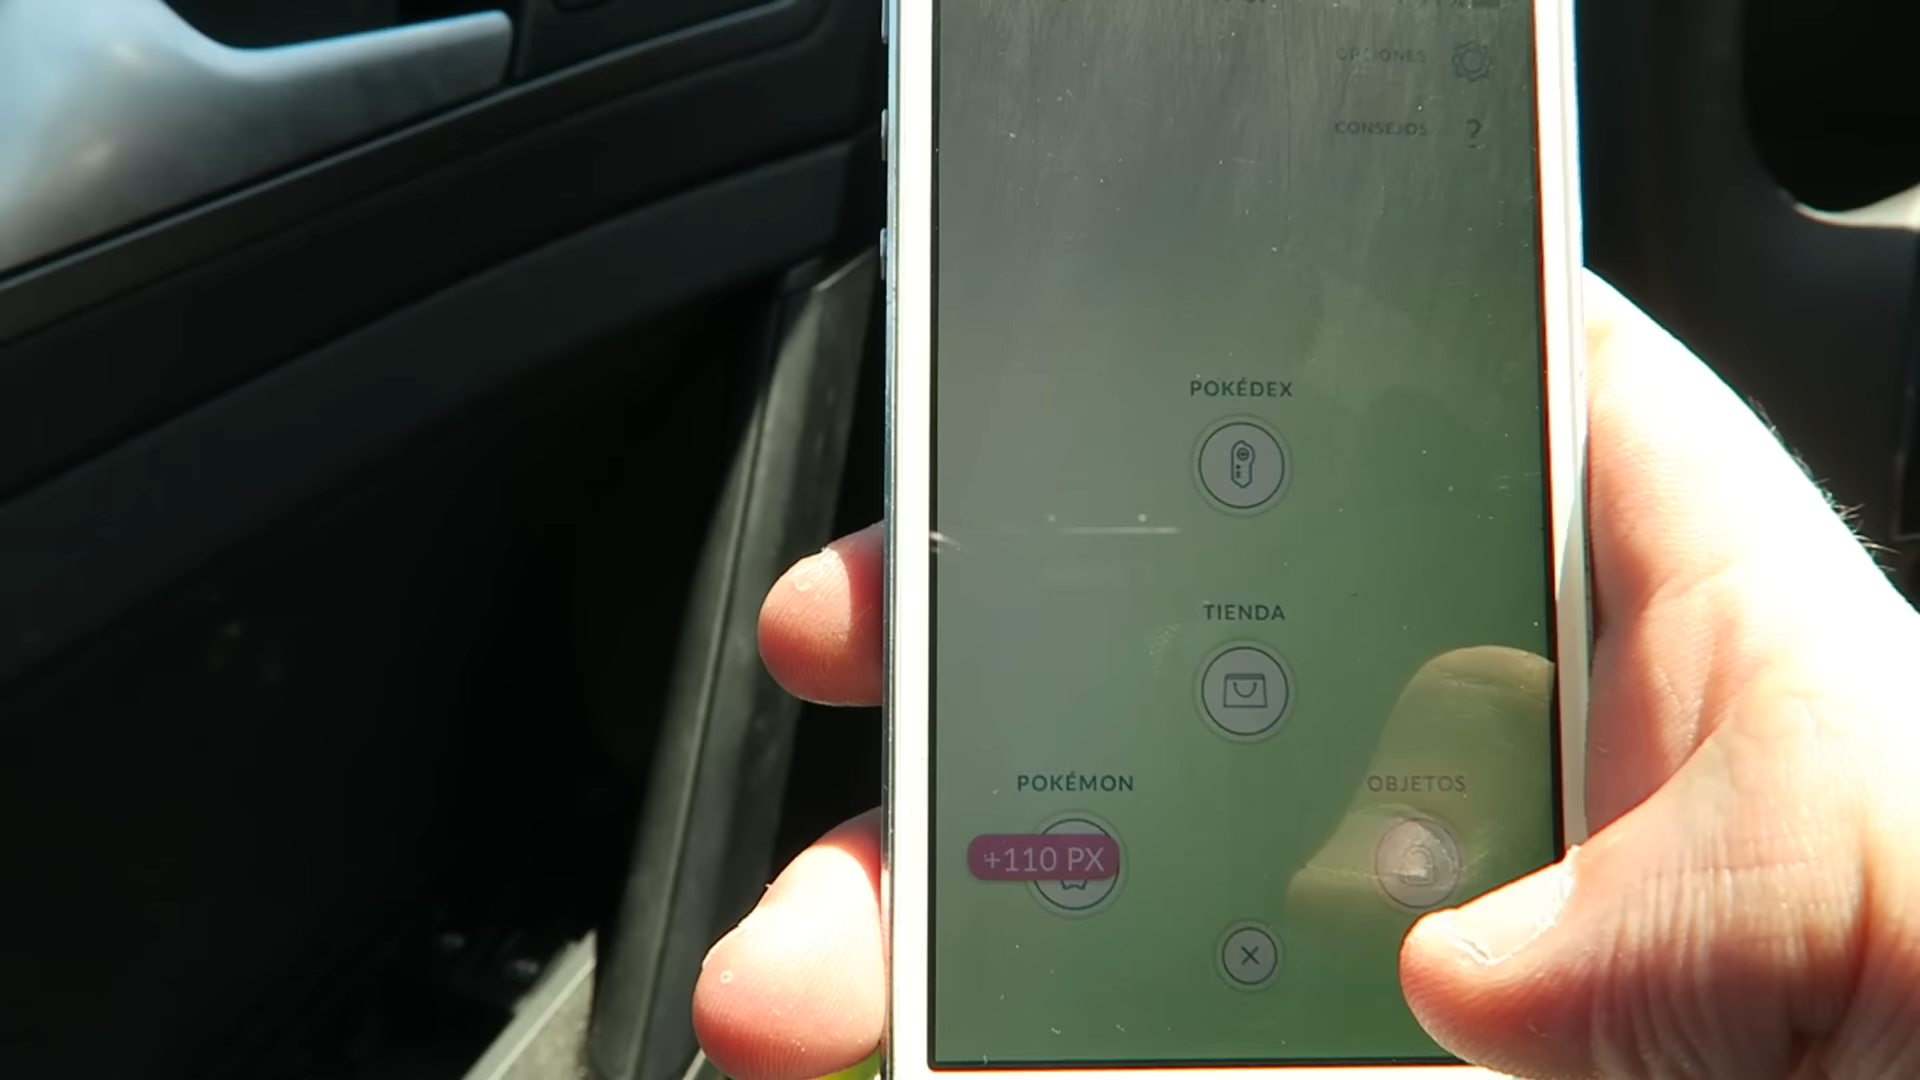 OPCIONES
CONSEJOS ?
POKÉDEX
TIENDA
POKÉMON
OBJETOS
+110 PX